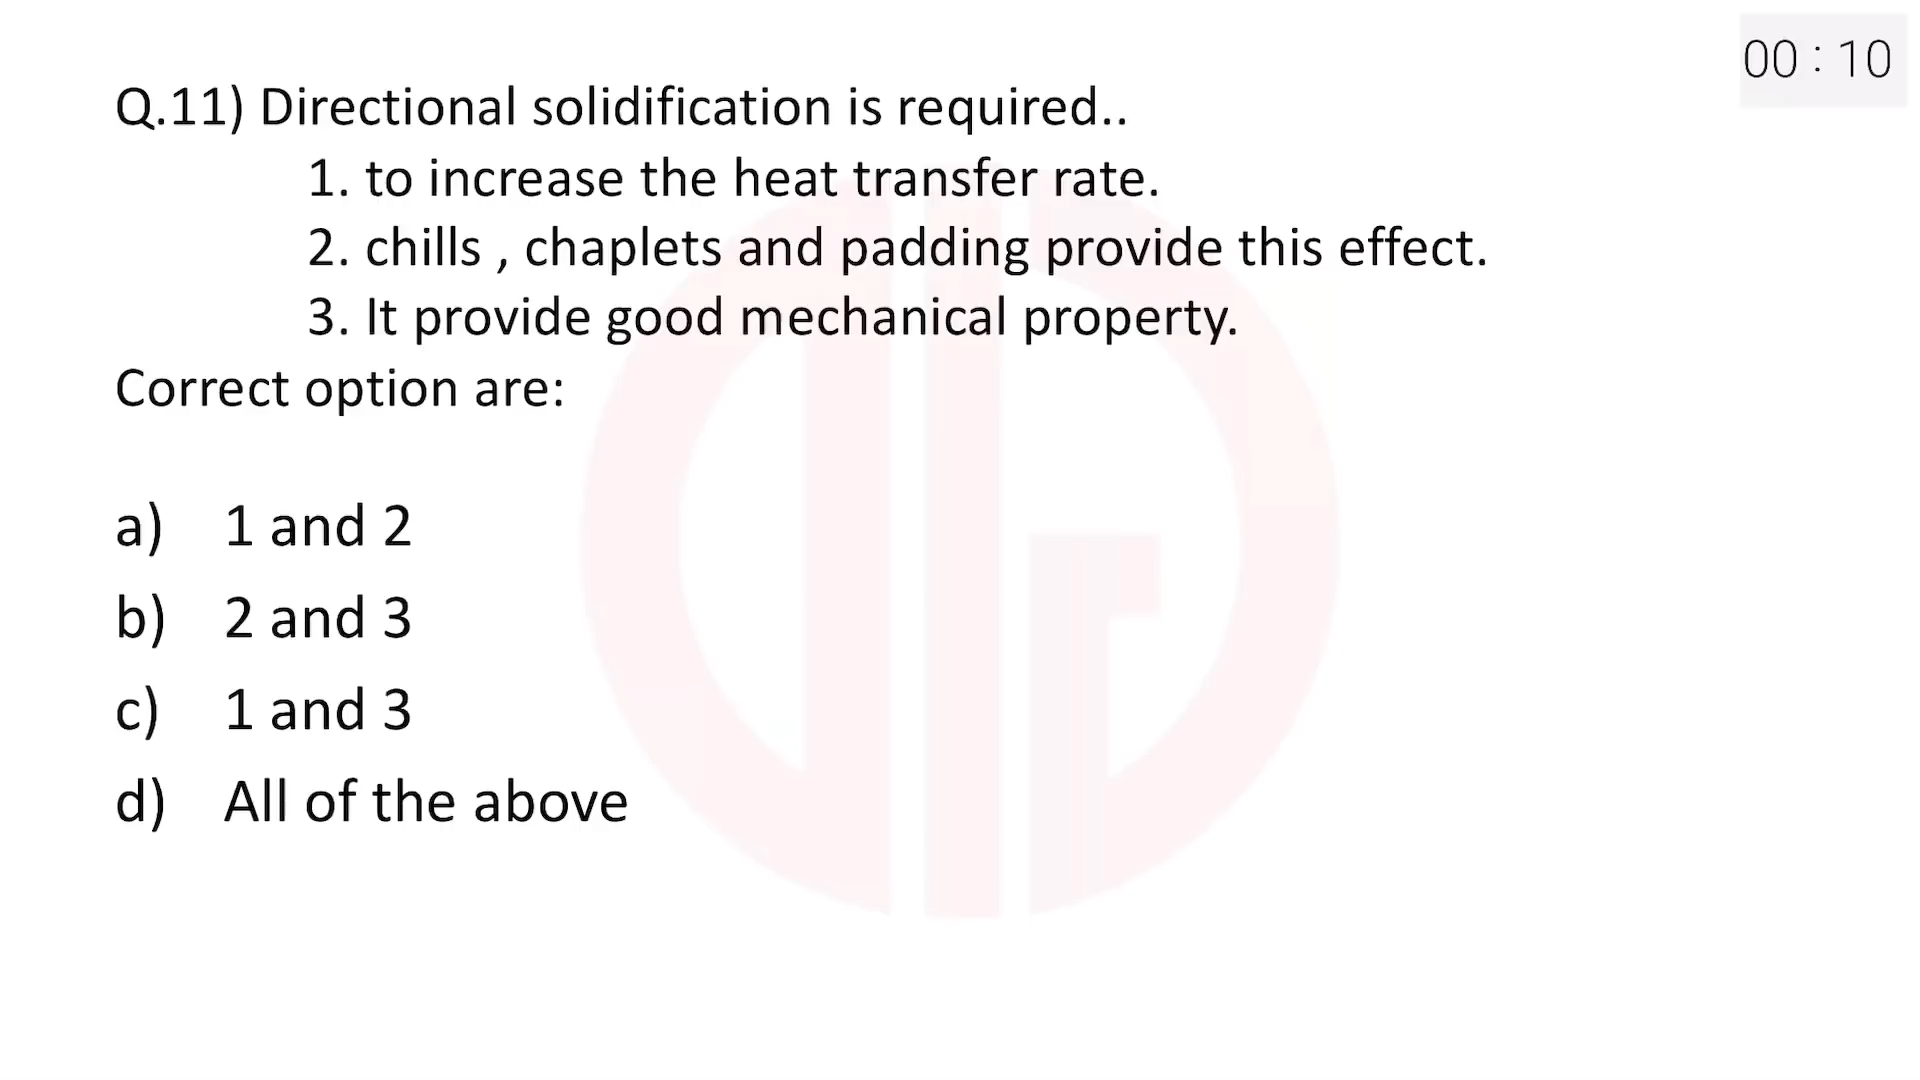 00 : 10
Q.11) Directional solidification is required..
1. to increase the heat transfer rate.
2. chills , chaplets and padding provide this effect.
3. It provide good mechanical property.
Correct option are:
a) 1 and 2
b) 2 and 3
c) 1 and 3
d) All of the above